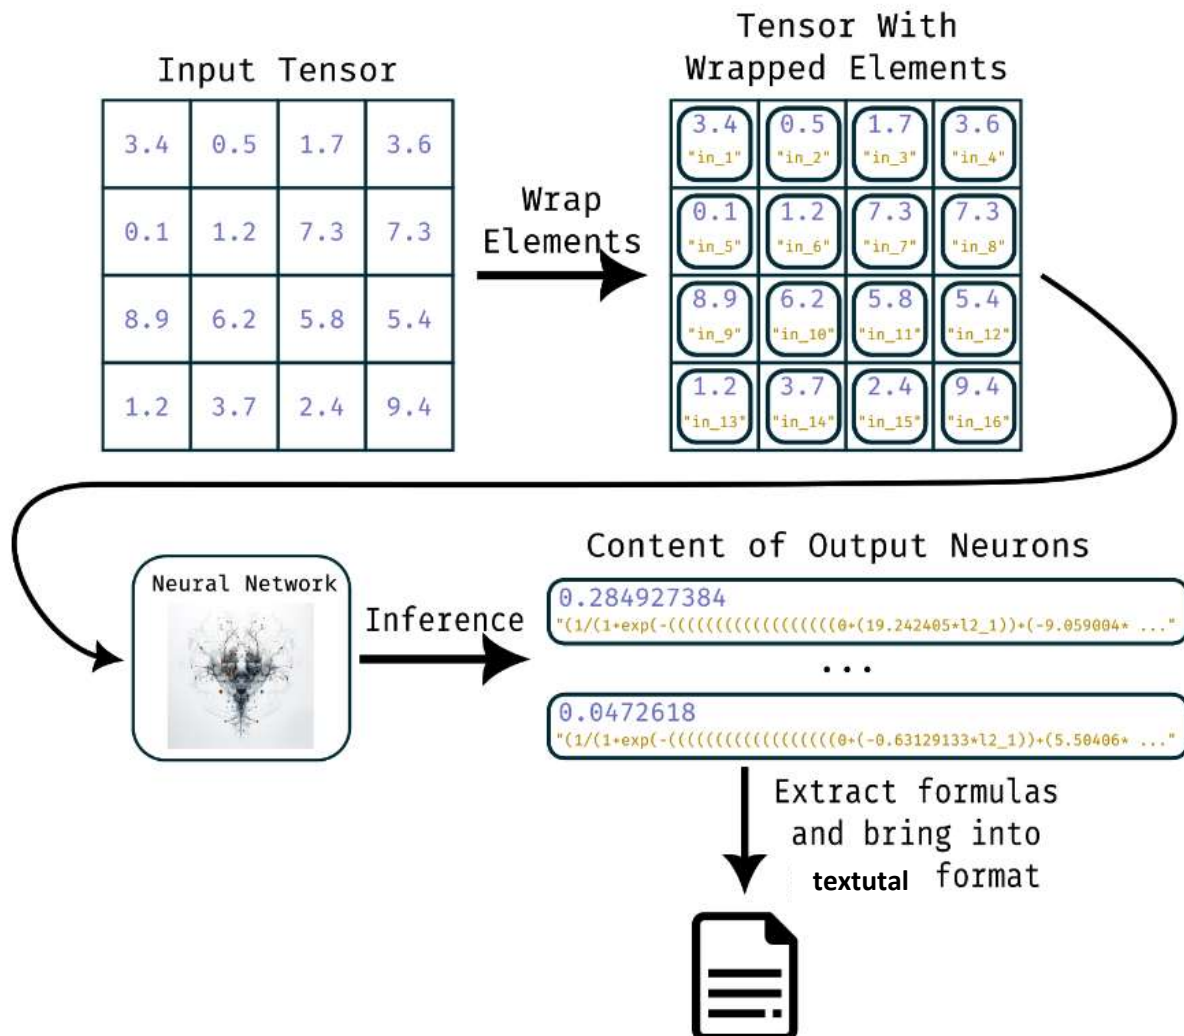 Input Tensor
3.4 0.5 1.7 3.6
0.1 1.2 7.3 7.3
8.9 6.2 5.8 5.4
1.2 3.7 2.4 9.4
Wrap
Elements
Tensor With
Wrapped Elements
3.4 0.5 1.7 3.6
"in_1" "in_2" "in_3" "in_4"
0.1 1.2 7.3 7.3
"in_5" "in_6" "in_7" "in_8"
8.9 6.2 5.8 5.4
"in_9" "in_10" "in_11" "in_12"
1.2 3.7 2.4 9.4
"in_13" "in_14" "in_15" "in_16"
Neural Network
Inference
Content of Output Neurons
0.284927384
"(1/(1+exp(-((((((((((((((((((0+(19.242405*l2_1))+(-9.059004* ..."
...
0.0472618
"(1/(1+exp(-((((((((((((((((((0+(-0.63129133*l2_1))+(5.50406* ..."
Extract formulas
and bring into
textutal format